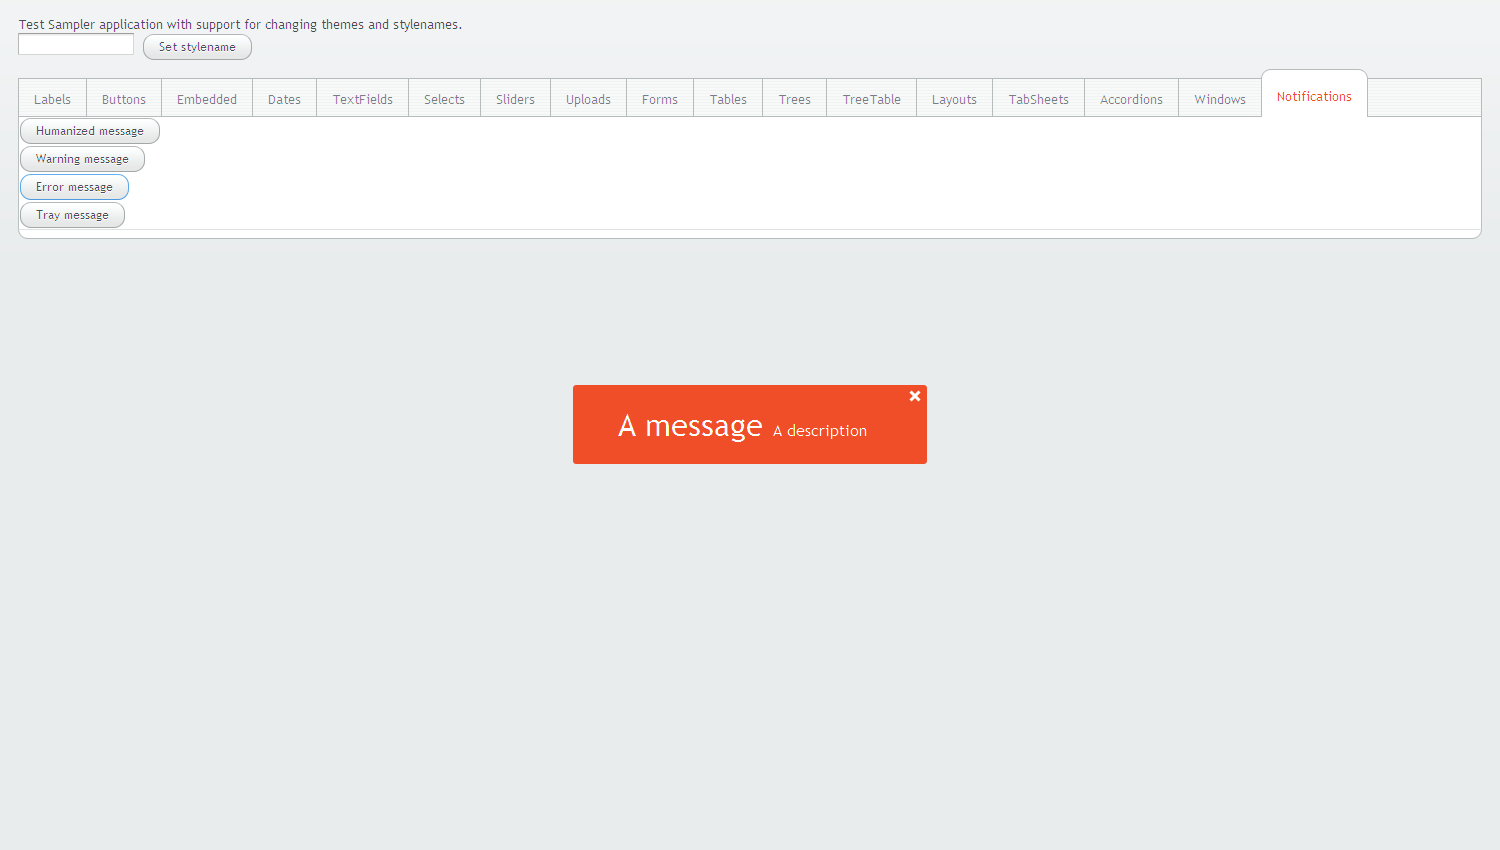 Test Sampler application with support for changing themes and stylenames.
Set stylename
Labels Buttons Embedded Dates TextFields Selects Sliders Uploads Forms Tables Trees TreeTable Layouts TabSheets Accordions Windows Notifications
Humanized message
Warning message
Error message
Tray message
A message A description